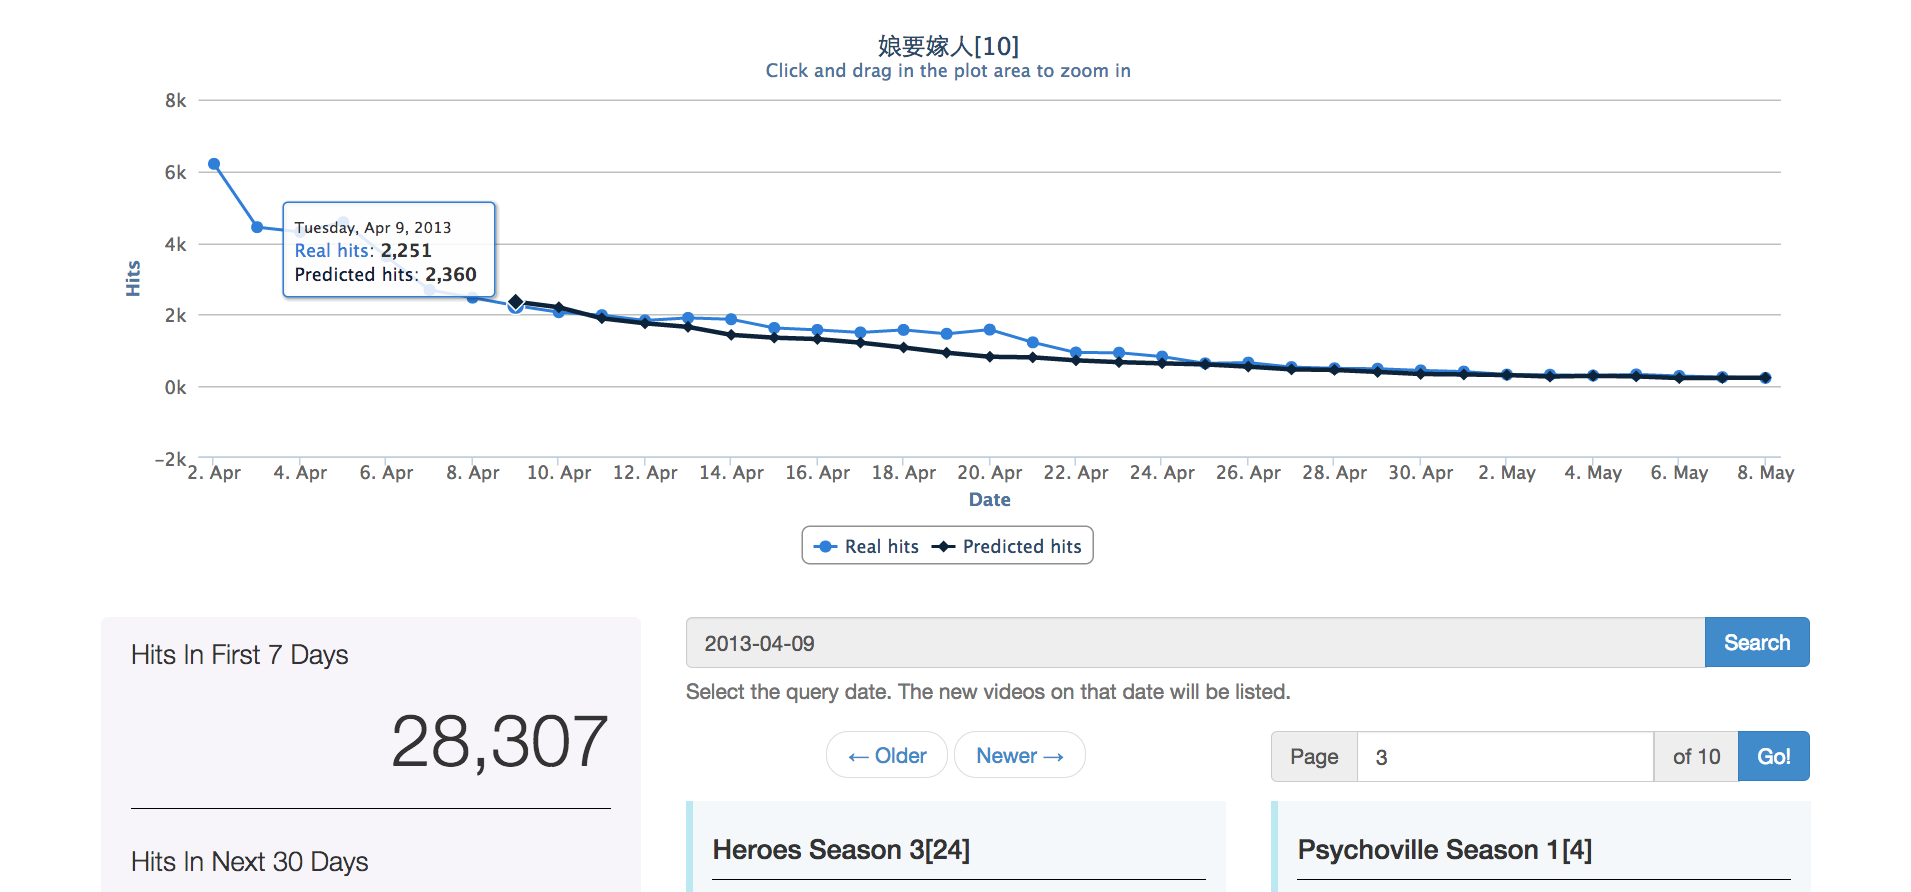 娘要嫁人[10]
Click and drag in the plot area to zoom in
8k
6k
4k
2k
0k
-2k
Hits
Tuesday, Apr 9, 2013
Real hits: 2,251
Predicted hits: 2,360
2. Apr 4. Apr 6. Apr 8. Apr 10. Apr 12. Apr 14. Apr 16. Apr 18. Apr 20. Apr 22. Apr 24. Apr 26. Apr 28. Apr 30. Apr 2. May 4. May 6. May 8. May
Date
Real hits Predicted hits
Hits In First 7 Days
28,307
Hits In Next 30 Days
2013-04-09 Search
Select the query date. The new videos on that date will be listed.
← Older Newer → Page 3 of 10 Go!
Heroes Season 3[24]
Psychoville Season 1[4]